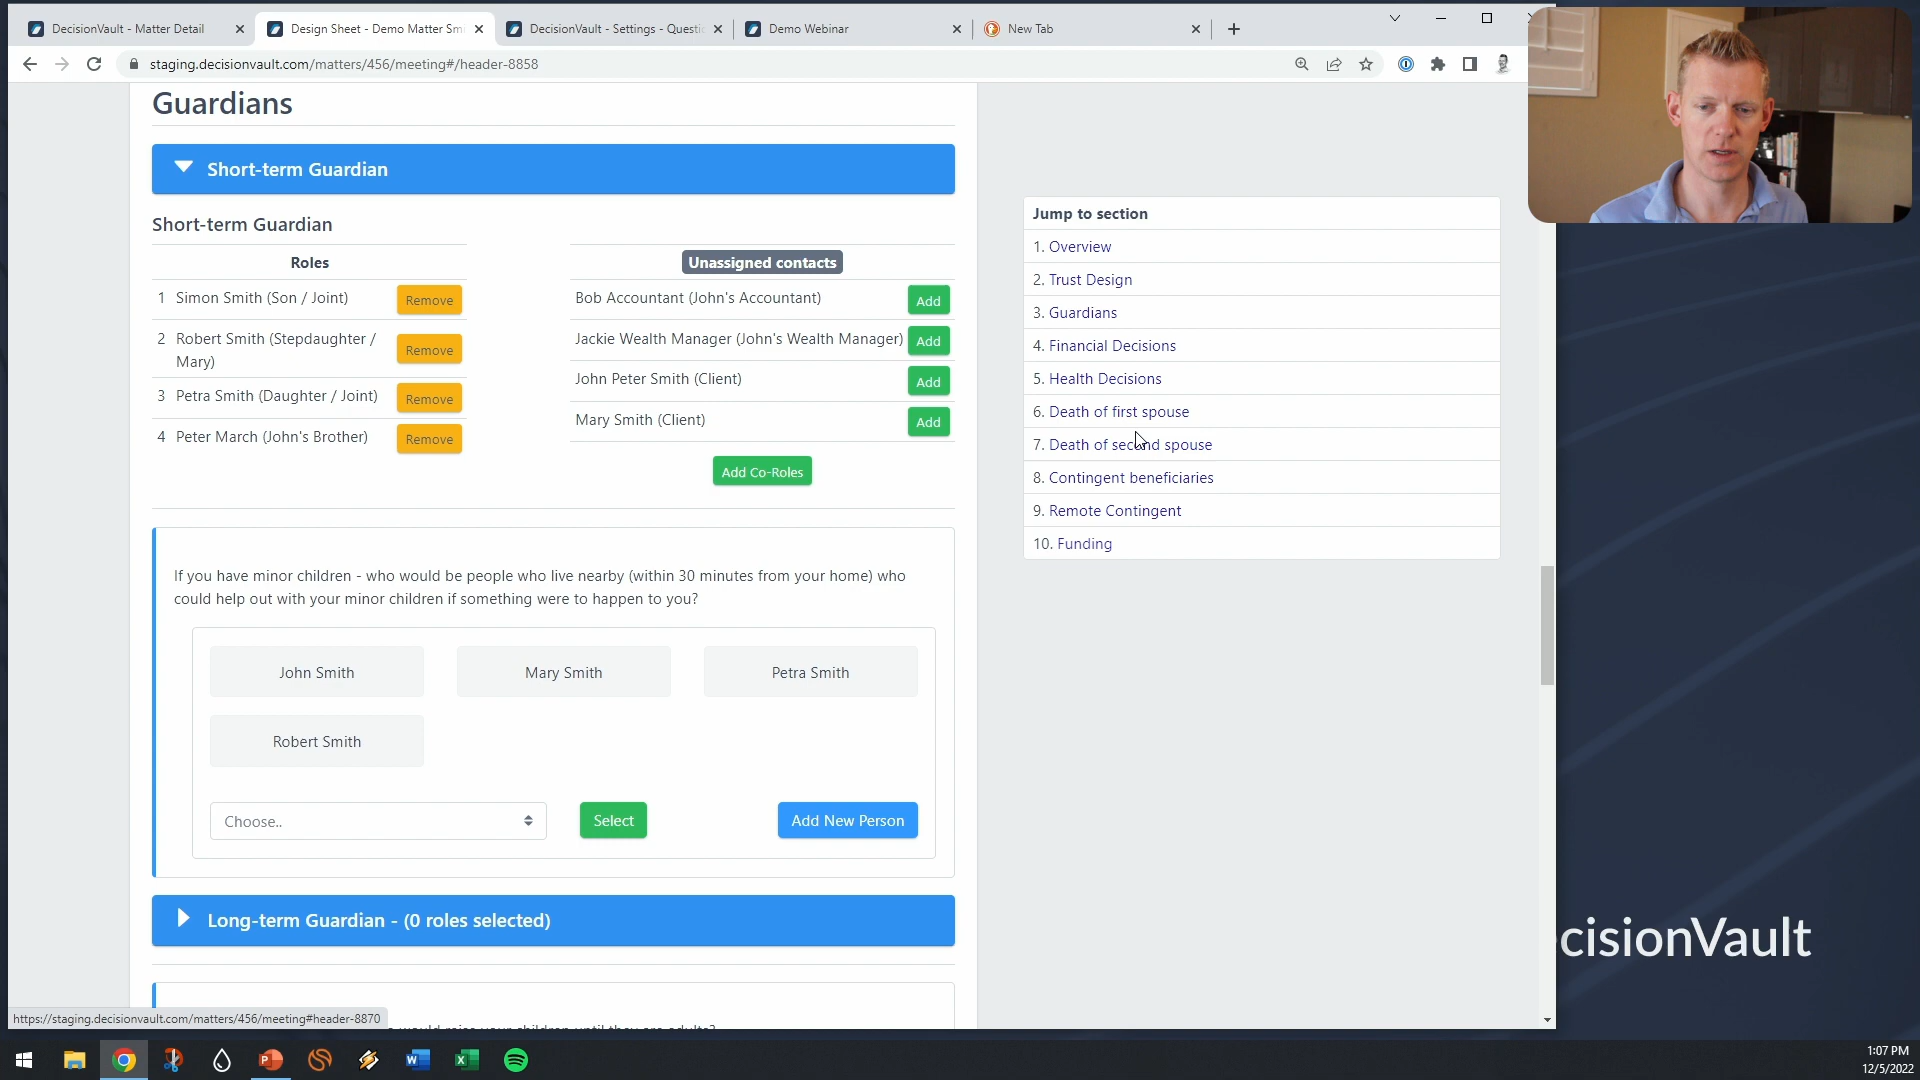 DecisionVault - Matter Detail
Design Sheet - Demo Matter Smi
DecisionVault - Settings - Questi
Demo Webinar
New Tab
staging.decisionvault.com/matters/456/meeting#/header-8858
Guardians
Short-term Guardian
Short-term Guardian
Roles
1 Simon Smith (Son / Joint) Remove
2 Robert Smith (Stepdaughter /
Mary) Remove
3 Petra Smith (Daughter / Joint) Remove
4 Peter March (John's Brother) Remove
Unassigned contacts
Bob Accountant (John's Accountant) Add
Jackie Wealth Manager (John's Wealth Manager) Add
John Peter Smith (Client) Add
Mary Smith (Client) Add
Add Co-Roles
If you have minor children - who would be people who live nearby (within 30 minutes from your home) who
could help out with your minor children if something were to happen to you?
John Smith
Mary Smith
Petra Smith
Robert Smith
Choose..
Select
Add New Person
Long-term Guardian - (0 roles selected)
would raise your children until they are adults?
https://staging.decisionvault.com/matters/456/meeting#header-8870
Jump to section
1. Overview
2. Trust Design
3. Guardians
4. Financial Decisions
5. Health Decisions
6. Death of first spouse
7. Death of second spouse
8. Contingent beneficiaries
9. Remote Contingent
10. Funding
cisionVault
1:07 PM
12/5/2022